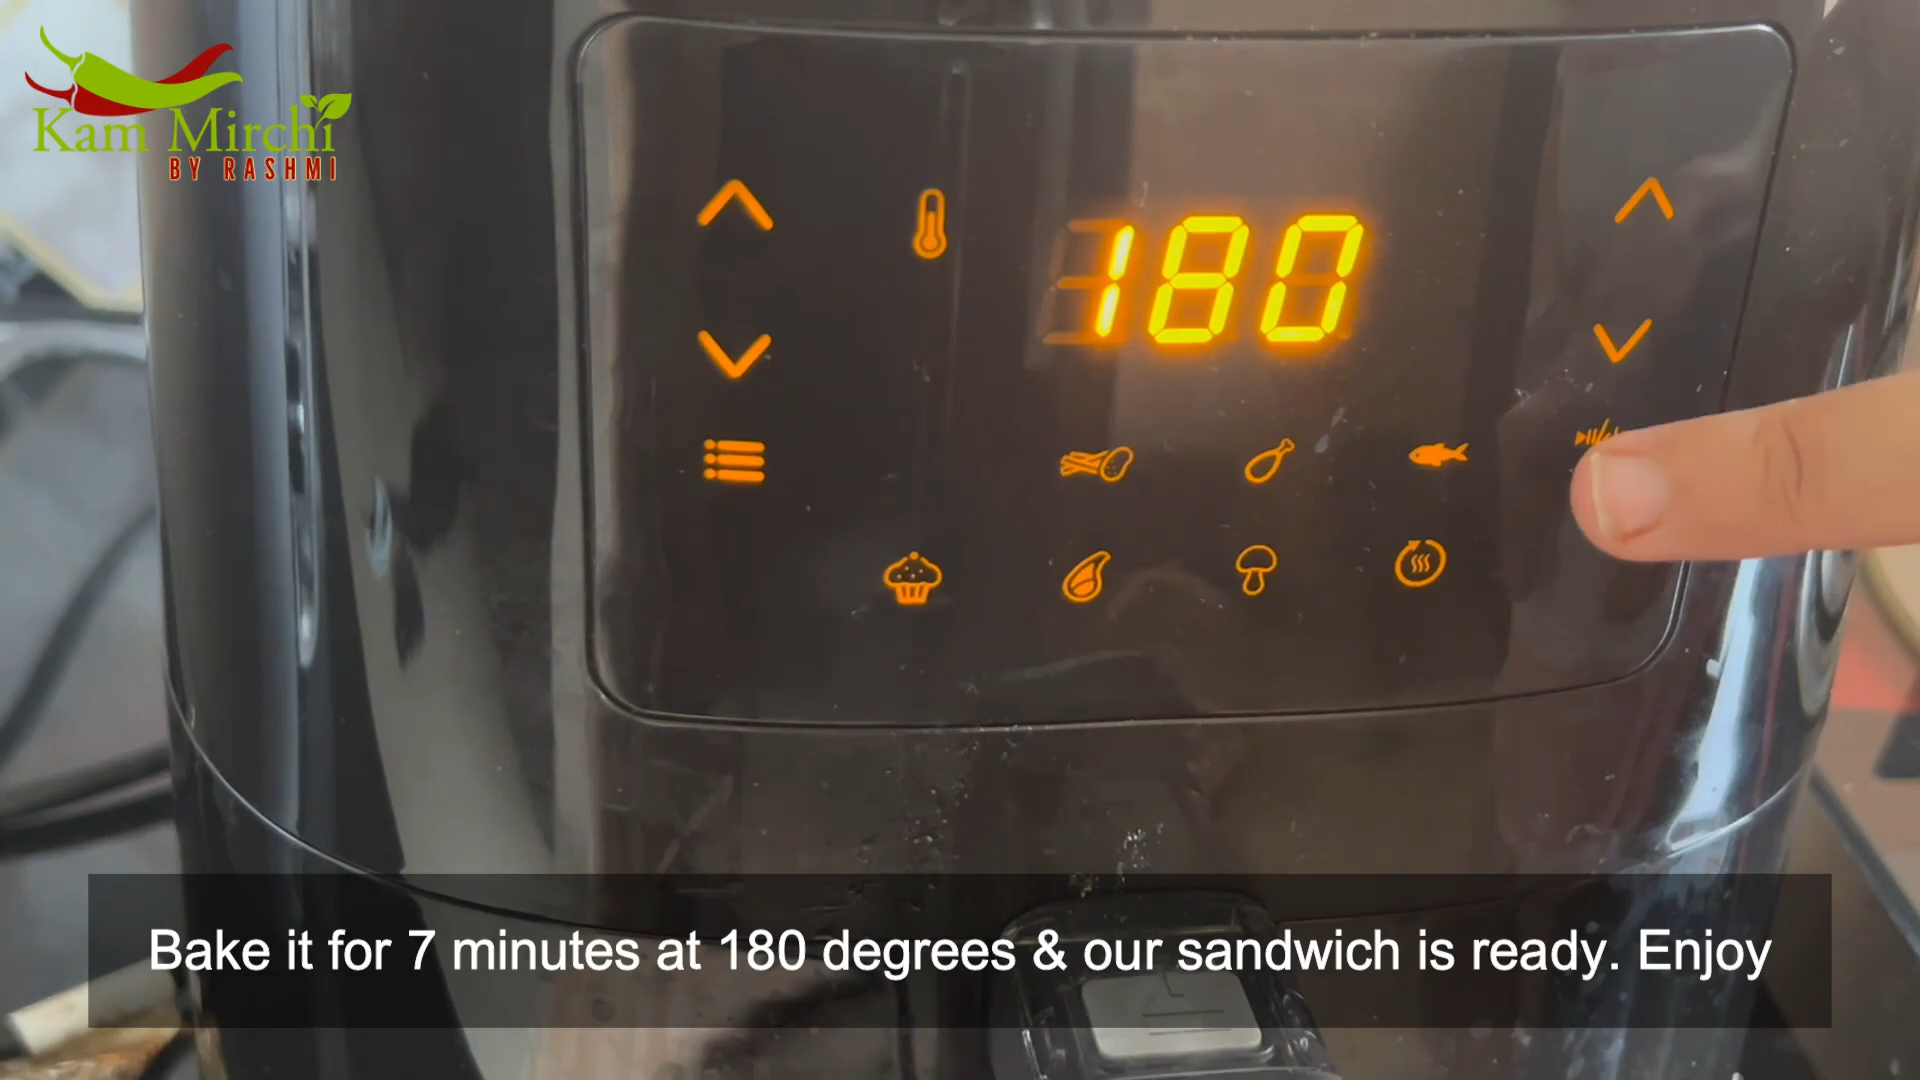 Kam Mirchi
BY RASHMI
180
Bake it for 7 minutes at 180 degrees & our sandwich is ready. Enjoy